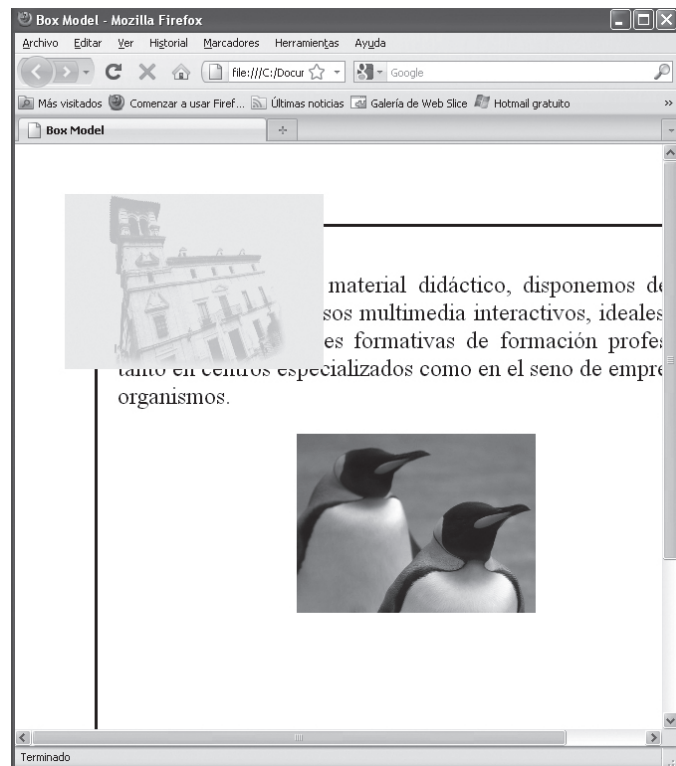 Box Model - Mozilla Firefox
Archivo Editar Ver Historial Marcadores Herramientas Ayuda
file:///C:/Docur Google
Más visitados Comenzar a usar Firef... Últimas noticias Galería de Web Slice Hotmail gratuito »
Box Model
material didáctico, disponemos de
sos multimedia interactivos, ideales
es formativas de formación profes
tanto en centros especializados como en el seno de empre
organismos.
Terminado